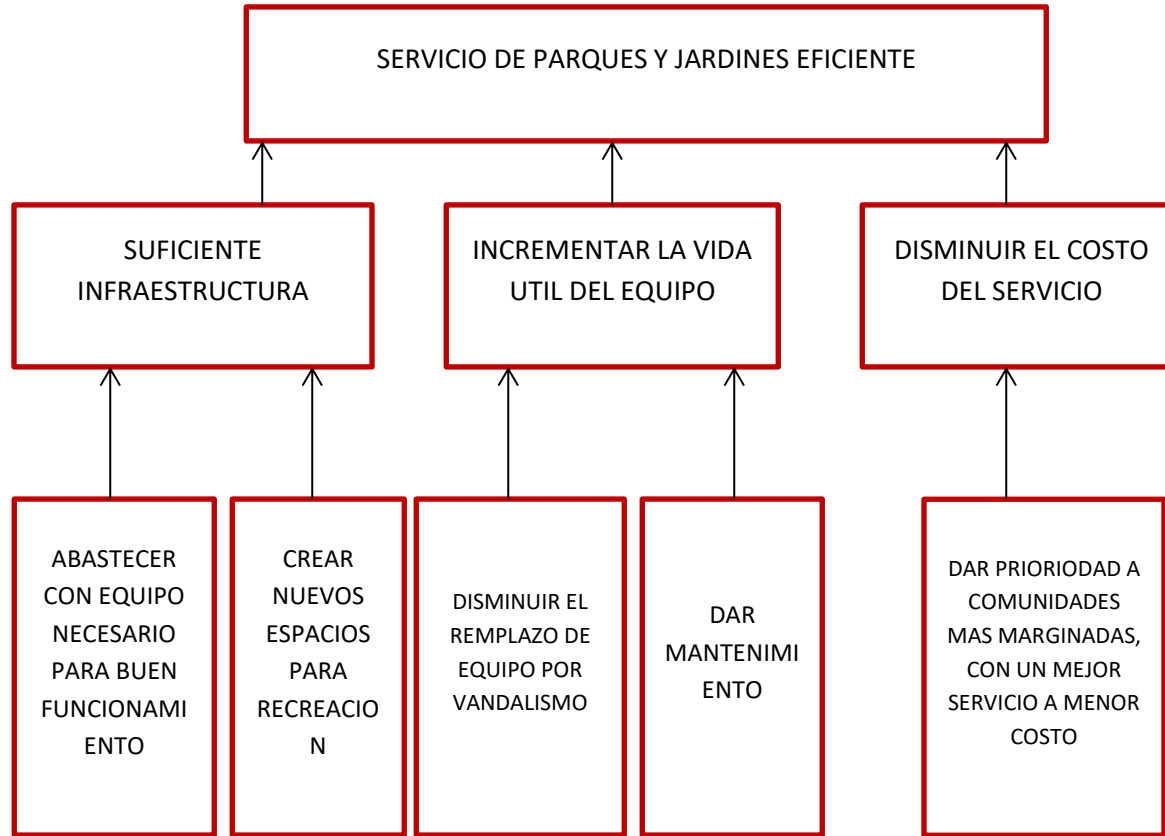 SERVICIO DE PARQUES Y JARDINES EFICIENTE
SUFICIENTE
INFRAESTRUCTURA
INCREMENTAR LA VIDA
UTIL DEL EQUIPO
DISMINUIR EL COSTO
DEL SERVICIO
ABASTECER
CON EQUIPO
NECESARIO
PARA BUEN
FUNCIONAMI
ENTO
CREAR
NUEVOS
ESPACIOS
PARA
RECREACIO
N
DISMINUIR EL
REMPLAZO DE
EQUIPO POR
VANDALISMO
DAR
MANTENIMI
ENTO
DAR PRIORIODAD A
COMUNIDADES
MAS MARGINADAS,
CON UN MEJOR
SERVICIO A MENOR
COSTO